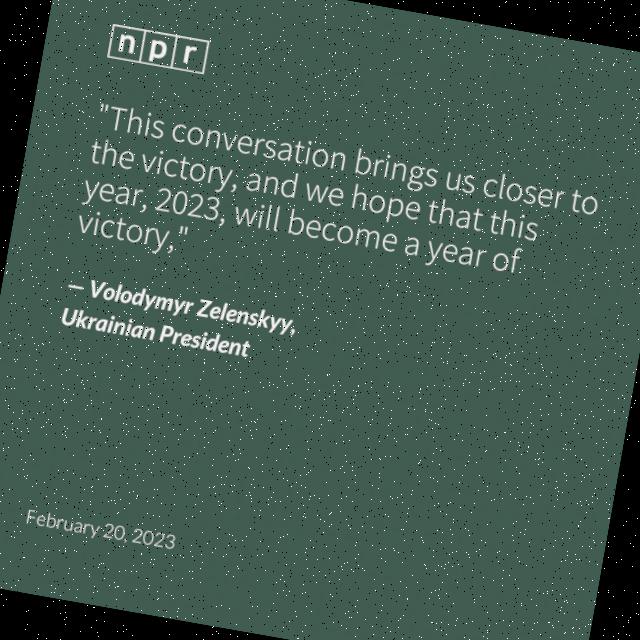 npr
"This conversation brings us closer to
the victory, and we hope that this
year, 2023, will become a year of
victory,"
— Volodymyr Zelenskyy,
Ukrainian President
February 20, 2023